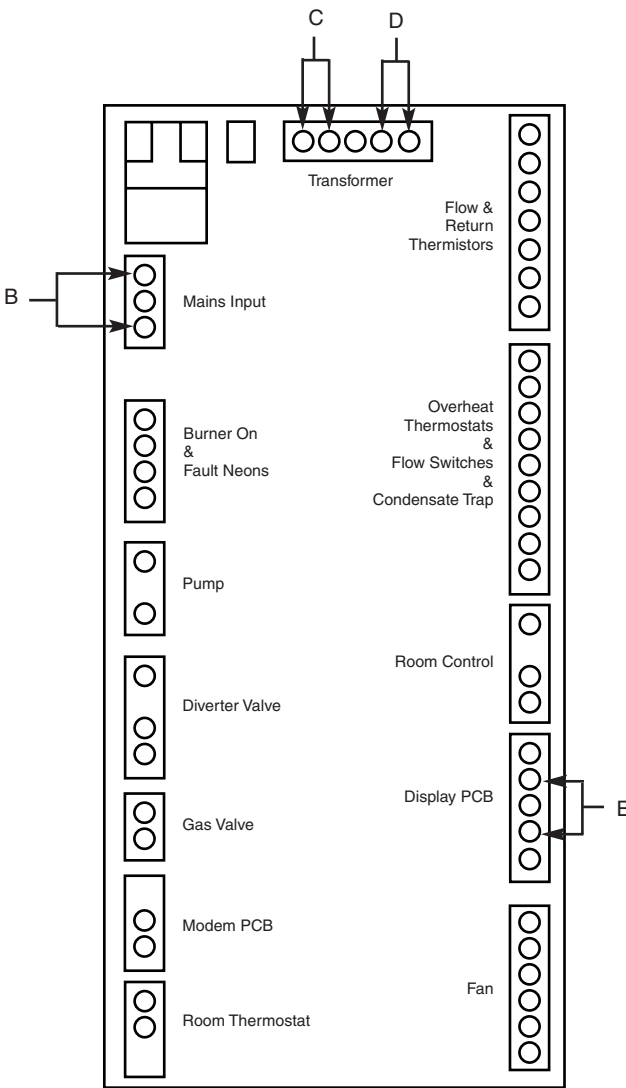 C
D
Transformer
Flow &
Return
Thermistors
B
Mains Input
Overheat
Thermostats
&
Flow Switches
&
Condensate Trap
Burner On
&
Fault Neons
Pump
Room Control
Diverter Valve
Display PCB
E
Gas Valve
Modem PCB
Fan
Room Thermostat